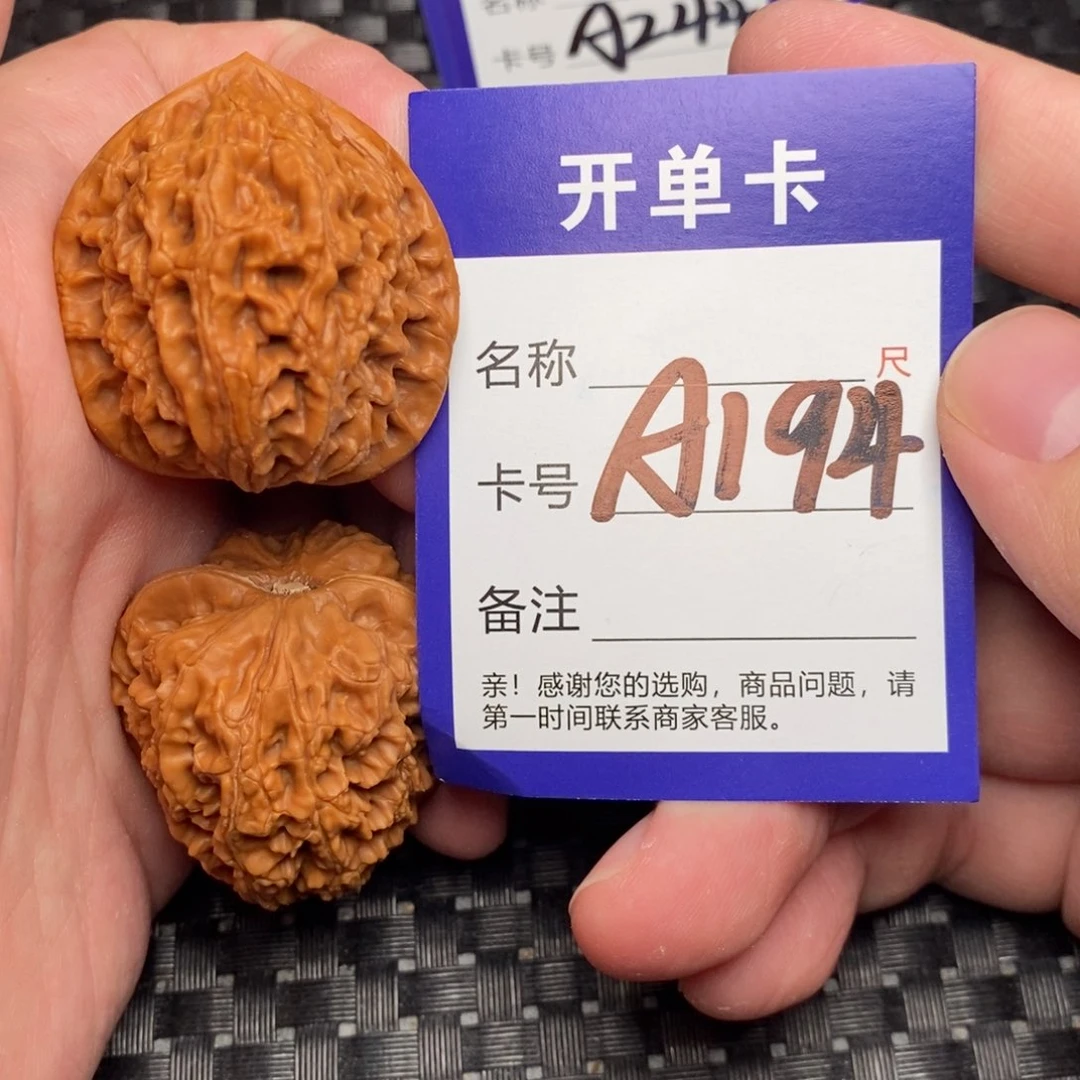 名称
卡号 A244
开单卡
名称 尺
卡号 A194
备注
亲！感谢您的选购，商品问题，请
第一时间联系商家客服。